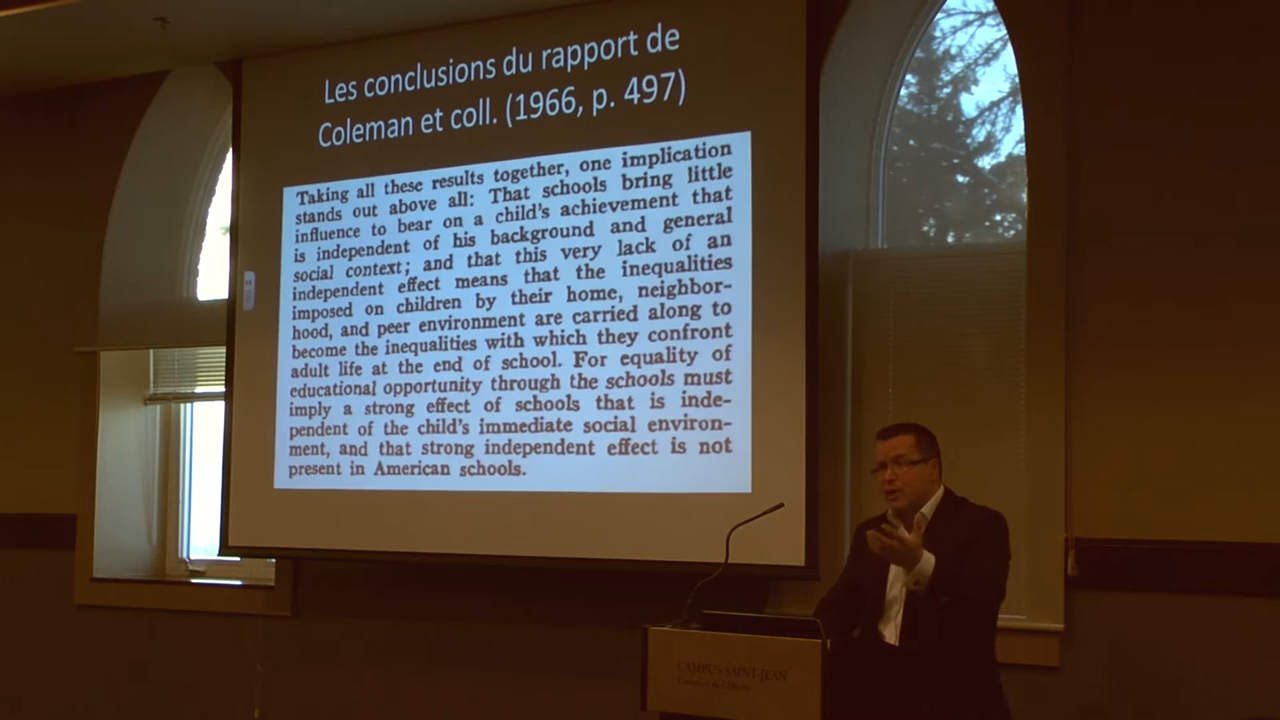 Les conclusions du rapport de
Coleman et coll. (1966, p. 497)
Taking all these results together, one implication
stands out above all: That schools bring little
influence to bear on a child's achievement that
is independent of his background and general
social context; and that this very lack of an
independent effect means that the inequalities
imposed on children by their home, neighbor-
hood, and peer environment are carried along to
become the inequalities with which they confront
adult life at the end of school. For equality of
educational opportunity through the schools must
imply a strong effect of schools that is inde-
pendent of the child's immediate social environ-
ment, and that strong independent effect is not
present in American schools.
CAMPUS SAINT-JEAN